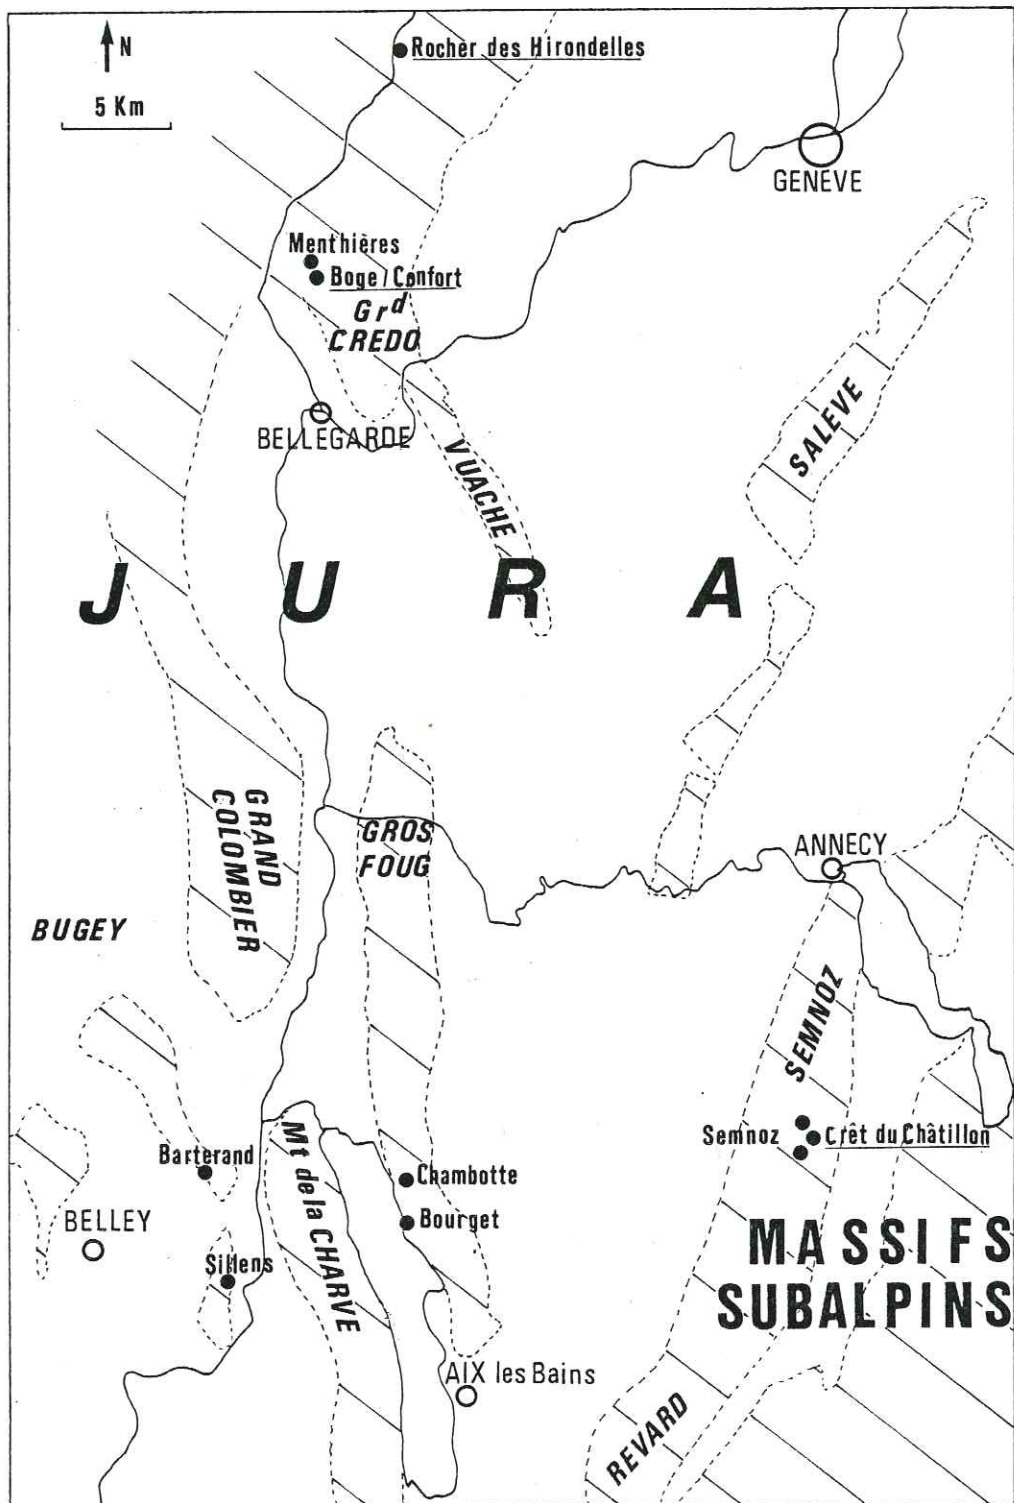 N
5 Km
Rocher des Hirondelles
GENEVE
Menthières
Boge / Confort
Grd
CREDO
BELLEGARDE
VUACHE
SALEVE
J U R A
GRAND
COLOMBIER
GROS
FOUG
ANNECY
BUGEY
SEMNOZ
Semnoz
Crêt du Châtillon
Barterand
Mt de la CHARVE
Chambotte
BELLEY
Bourget
Sillens
MASSIFS
SUBALPINS
AIX les Bains
REVARD